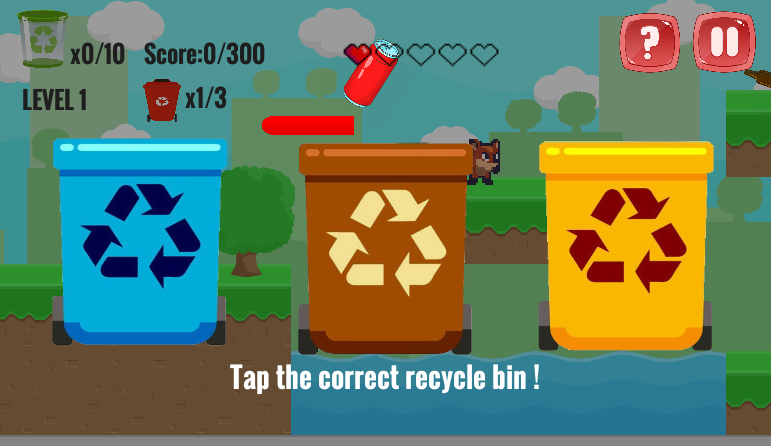 x0/10 Score:0/300
LEVEL 1 x1/3
?
Tap the correct recycle bin !